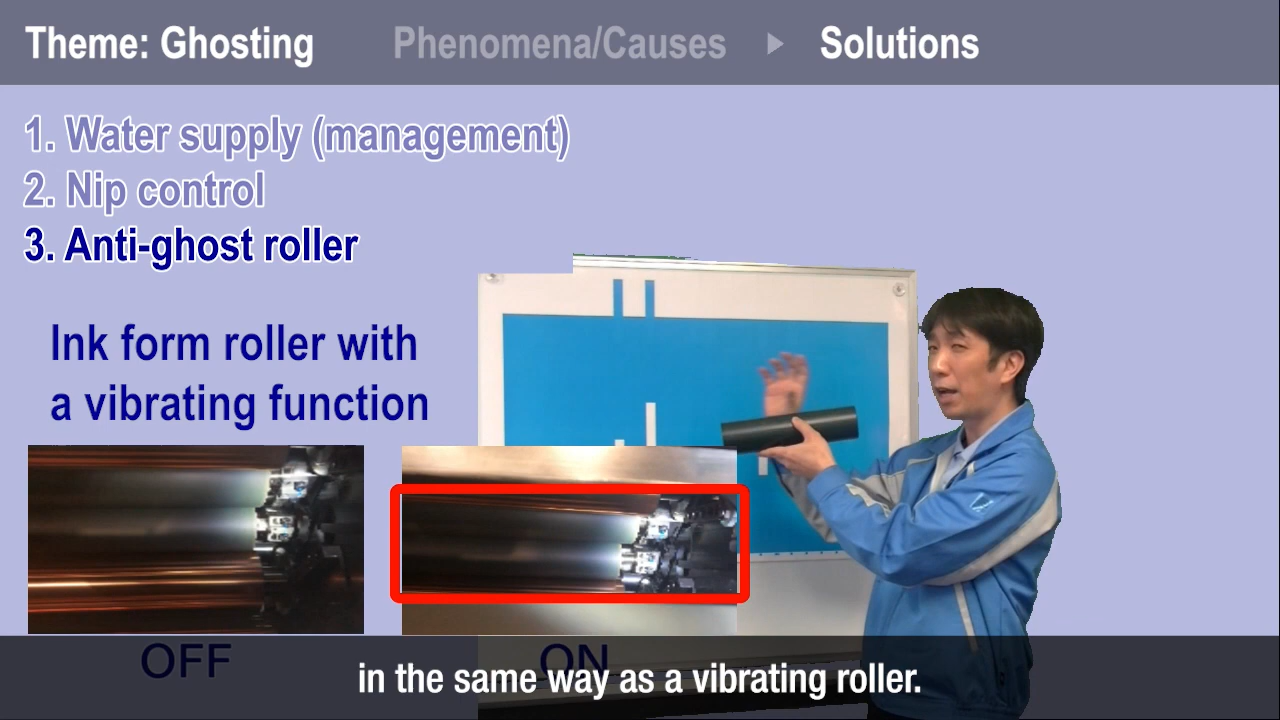 Theme: Ghosting
Phenomena/Causes ▶ Solutions
1. Water supply (management)
2. Nip control
3. Anti-ghost roller
Ink form roller with
a vibrating function
OFF
ON
in the same way as a vibrating roller.